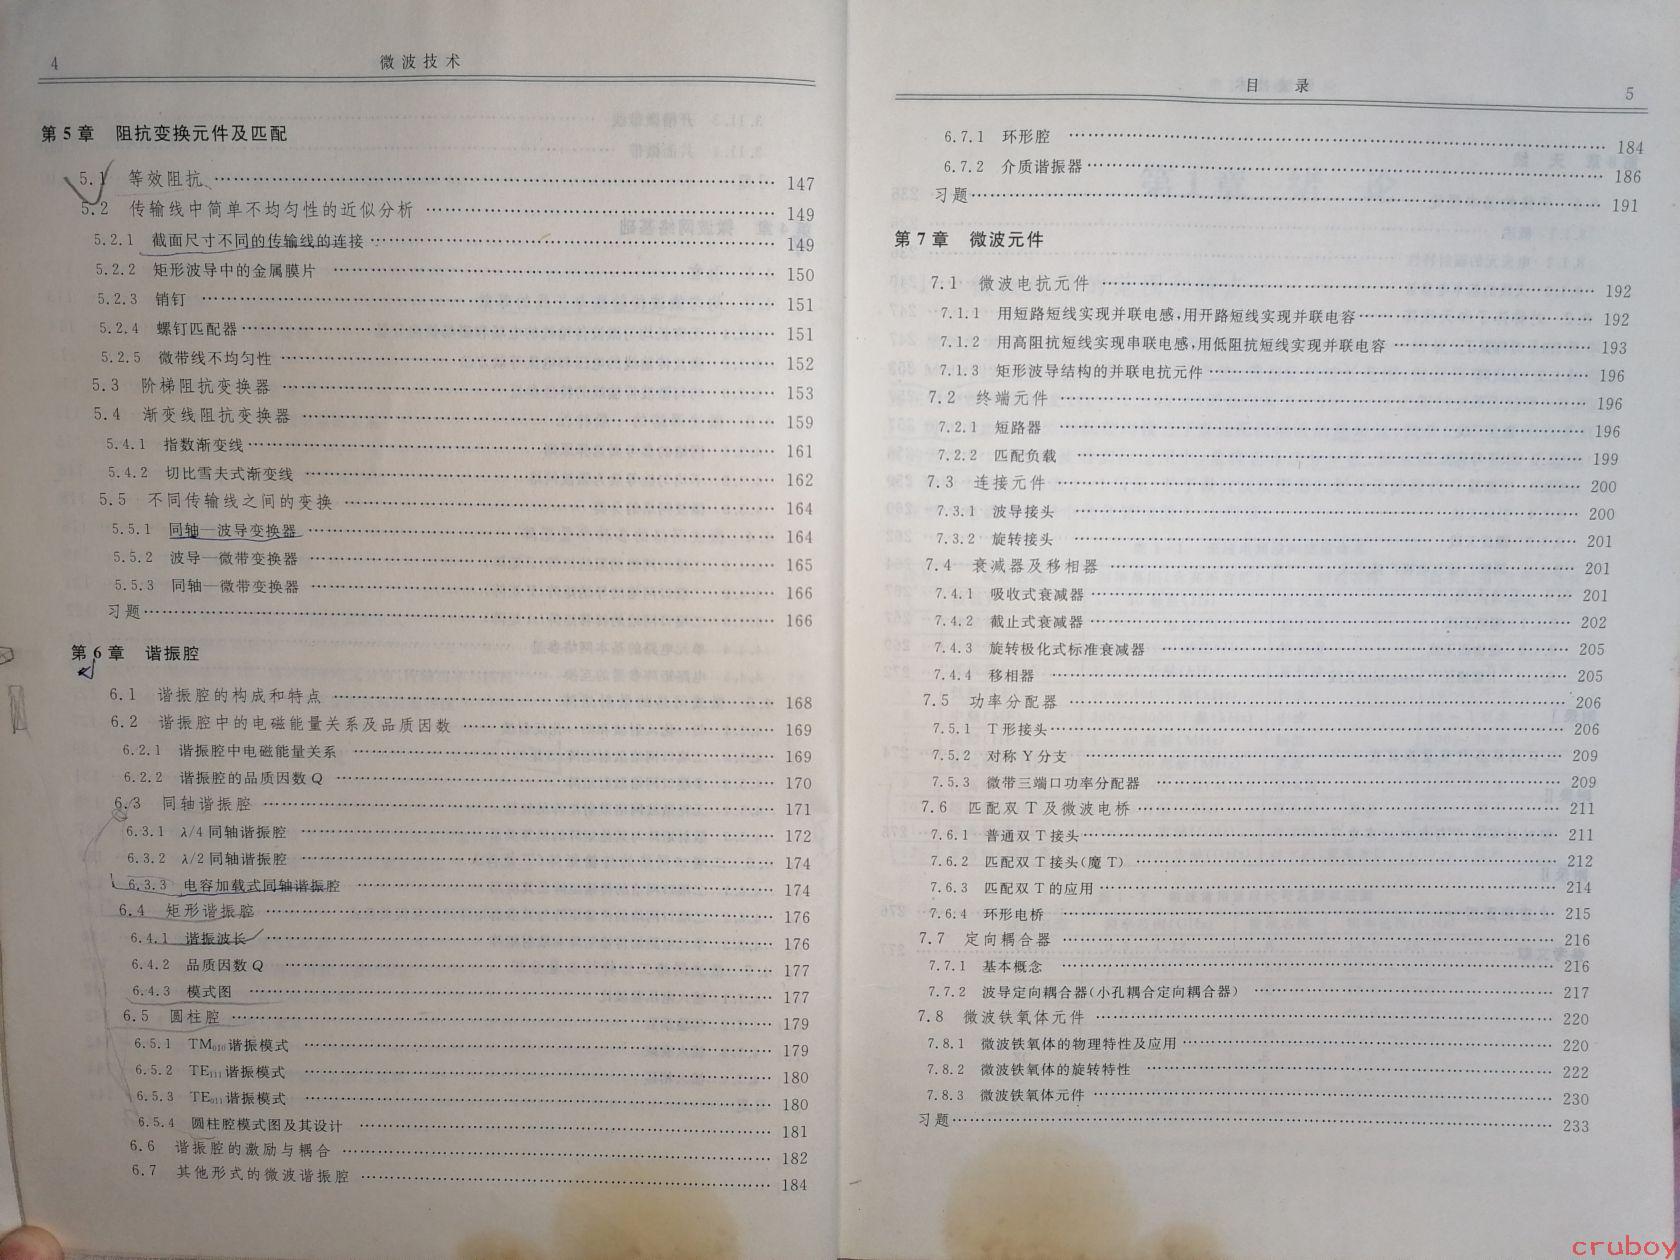 4 微波技术
第5章 阻抗变换元件及匹配
5.1 等效阻抗 …… 147
5.2 传输线中简单不均匀性的近似分析 …… 149
5.2.1 截面尺寸不同的传输线的连接 …… 149
5.2.2 矩形波导中的金属膜片 …… 150
5.2.3 销钉 …… 151
5.2.4 螺钉匹配器 …… 151
5.2.5 微带线不均匀性 …… 152
5.3 阶梯阻抗变换器 …… 153
5.4 渐变线阻抗变换器 …… 159
5.4.1 指数渐变线 …… 161
5.4.2 切比雪夫式渐变线 …… 162
5.5 不同传输线之间的变换 …… 164
5.5.1 同轴—波导变换器 …… 164
5.5.2 波导—微带变换器 …… 165
5.5.3 同轴—微带变换器 …… 166
习题 …… 166
第6章 谐振腔
6.1 谐振腔的构成和特点 …… 168
6.2 谐振腔中的电磁能量关系及品质因数 …… 169
6.2.1 谐振腔中电磁能量关系 …… 169
6.2.2 谐振腔的品质因数Q …… 170
6.3 同轴谐振腔 …… 171
6.3.1 λ/4同轴谐振腔 …… 172
6.3.2 λ/2同轴谐振腔 …… 174
6.3.3 电容加载式同轴谐振腔 …… 174
6.4 矩形谐振腔 …… 176
6.4.1 谐振波长 …… 176
6.4.2 品质因数Q …… 177
6.4.3 模式图 …… 177
6.5 圆柱腔 …… 179
6.5.1 TM₀₁₀谐振模式 …… 179
6.5.2 TE₁₁₁谐振模式 …… 180
6.5.3 TE₀₁₁谐振模式 …… 180
6.5.4 圆柱腔模式图及其设计 …… 181
6.6 谐振腔的激励与耦合 …… 182
6.7 其他形式的微波谐振腔 …… 184
目录 5
6.7.1 环形腔 …… 184
6.7.2 介质谐振器 …… 186
习题 …… 191
第7章 微波元件
7.1 微波电抗元件 …… 192
7.1.1 用短路短线实现并联电感,用开路短线实现并联电容 …… 192
7.1.2 用高阻抗短线实现串联电感,用低阻抗短线实现并联电容 …… 193
7.1.3 矩形波导结构的并联电抗元件 …… 196
7.2 终端元件 …… 196
7.2.1 短路器 …… 196
7.2.2 匹配负载 …… 199
7.3 连接元件 …… 200
7.3.1 波导接头 …… 200
7.3.2 旋转接头 …… 201
7.4 衰减器及移相器 …… 201
7.4.1 吸收式衰减器 …… 201
7.4.2 截止式衰减器 …… 202
7.4.3 旋转极化式标准衰减器 …… 205
7.4.4 移相器 …… 205
7.5 功率分配器 …… 206
7.5.1 T形接头 …… 206
7.5.2 对称Y分支 …… 209
7.5.3 微带三端口功率分配器 …… 209
7.6 匹配双T及微波电桥 …… 211
7.6.1 普通双T接头 …… 211
7.6.2 匹配双T接头(魔T) …… 212
7.6.3 匹配双T的应用 …… 214
7.6.4 环形电桥 …… 215
7.7 定向耦合器 …… 216
7.7.1 基本概念 …… 216
7.7.2 波导定向耦合器(小孔耦合定向耦合器) …… 217
7.8 微波铁氧体元件 …… 220
7.8.1 微波铁氧体的物理特性及应用 …… 220
7.8.2 微波铁氧体的旋转特性 …… 222
7.8.3 微波铁氧体元件 …… 230
习题 …… 233
cruboy